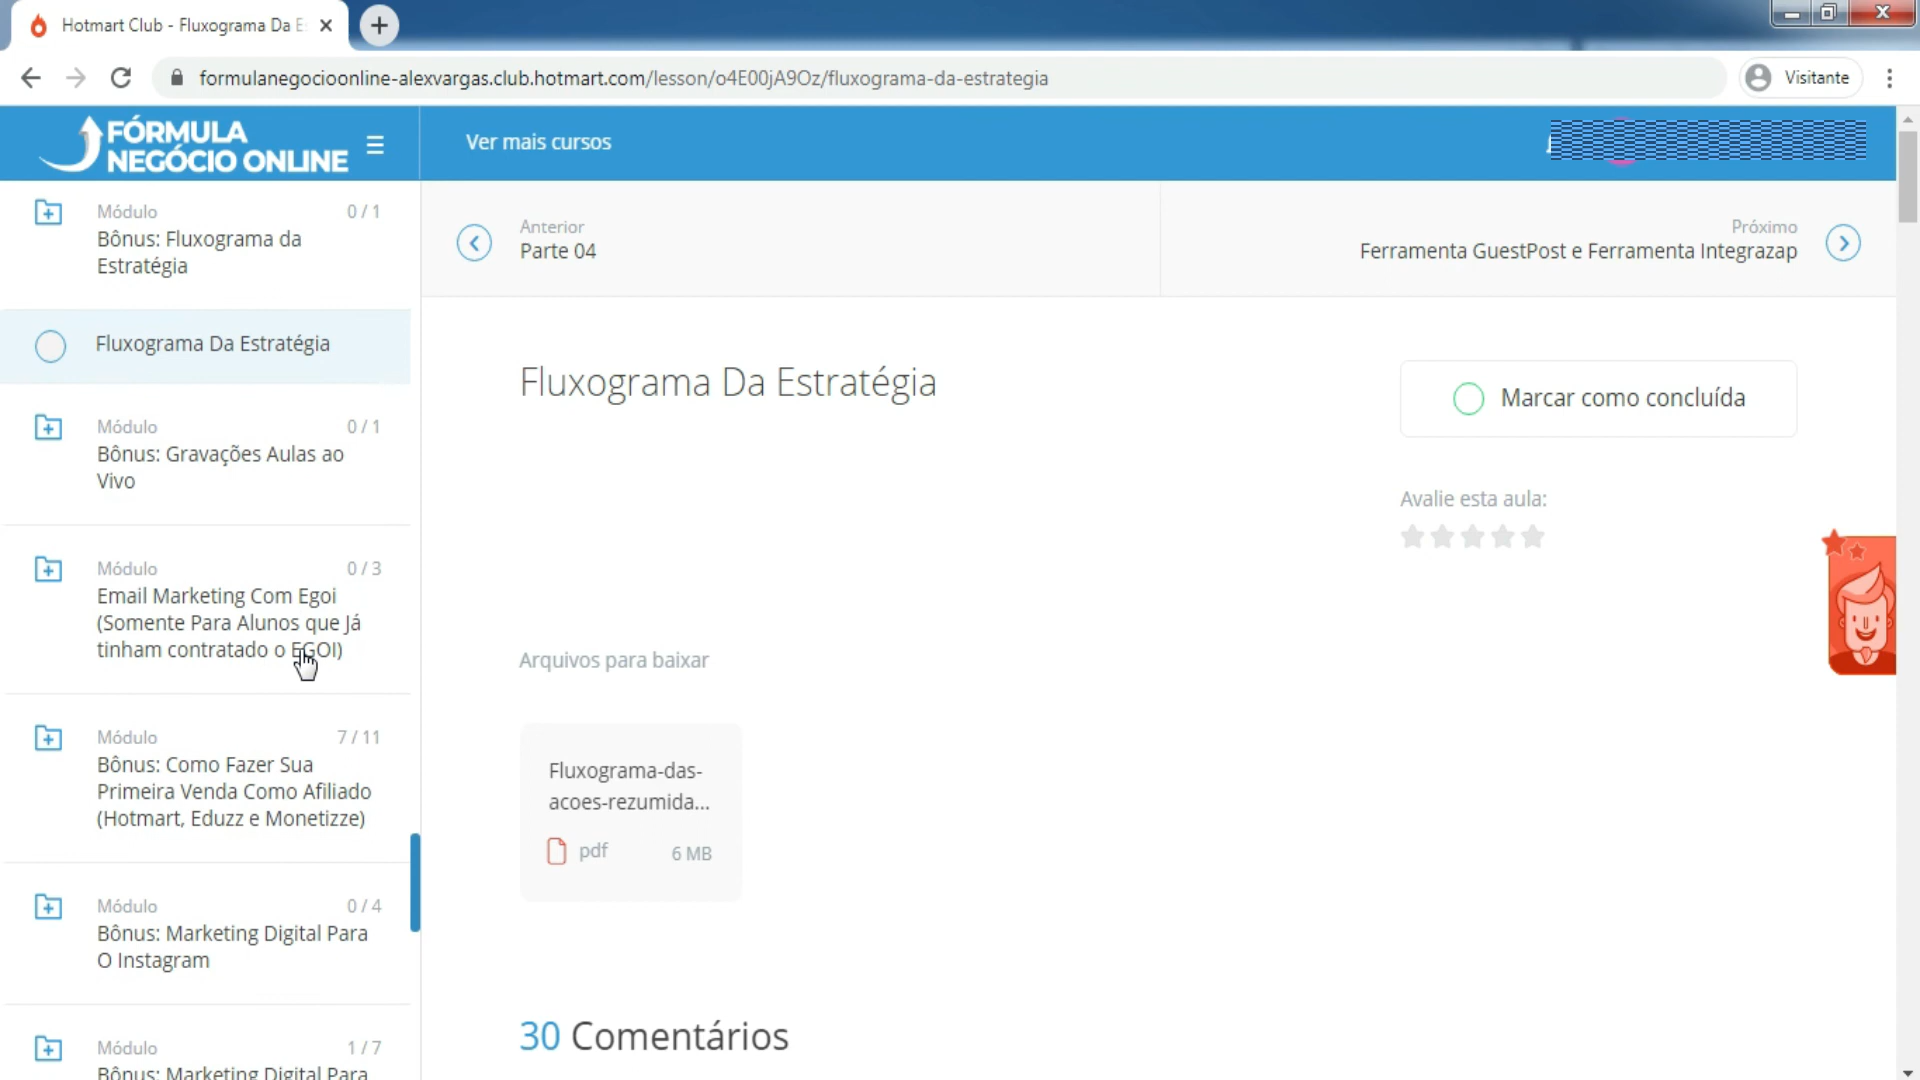 Hotmart Club - Fluxograma Da E
formulanegocioonline-alexvargas.club.hotmart.com/lesson/o4E00jA9Oz/fluxograma-da-estrategia
Visitante
FÓRMULA
NEGÓCIO ONLINE
Ver mais cursos
Módulo 0 / 1
Bônus: Fluxograma da
Estratégia
Fluxograma Da Estratégia
Módulo 0 / 1
Bônus: Gravações Aulas ao
Vivo
Módulo 0 / 3
Email Marketing Com Egoi
(Somente Para Alunos que Já
tinham contratado o EGOI)
Módulo 7 / 11
Bônus: Como Fazer Sua
Primeira Venda Como Afiliado
(Hotmart, Eduzz e Monetizze)
Módulo 0 / 4
Bônus: Marketing Digital Para
O Instagram
Módulo 1 / 7
Bônus: Marketing Digital Para
Anterior
Parte 04
Próximo
Ferramenta GuestPost e Ferramenta Integrazap
Fluxograma Da Estratégia
Marcar como concluída
Avalie esta aula:
Arquivos para baixar
Fluxograma-das-
acoes-rezumida...
pdf 6 MB
30 Comentários